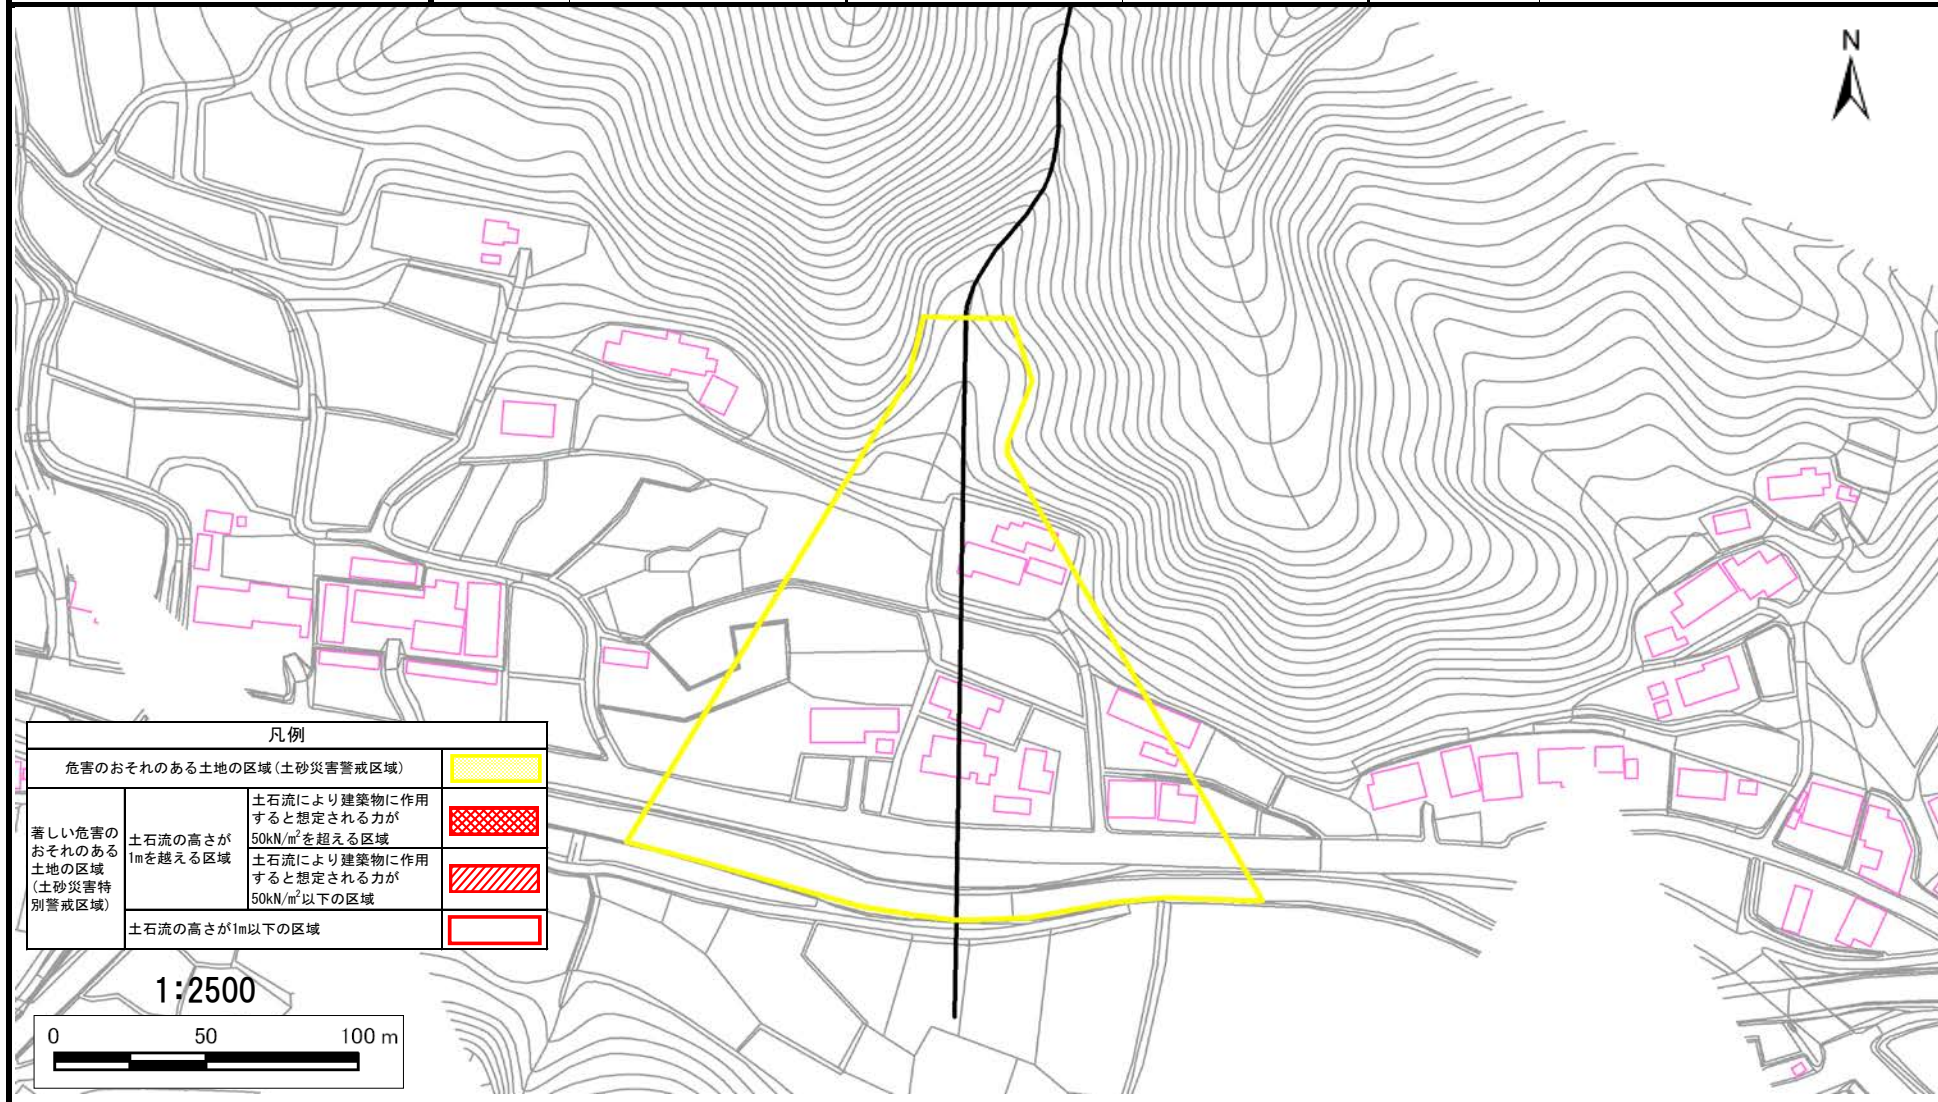 N
凡例
危害のおそれのある土地の区域(土砂災害警戒区域)
著しい危害の
おそれのある
土地の区域
(土砂災害特
別警戒区域)
土石流の高さが
1mを越える区域
土石流により建築物に作用
すると想定される力が
50kN/m²を超える区域
土石流により建築物に作用
すると想定される力が
50kN/m²以下の区域
土石流の高さが1m以下の区域
1:2500
0 50 100 m